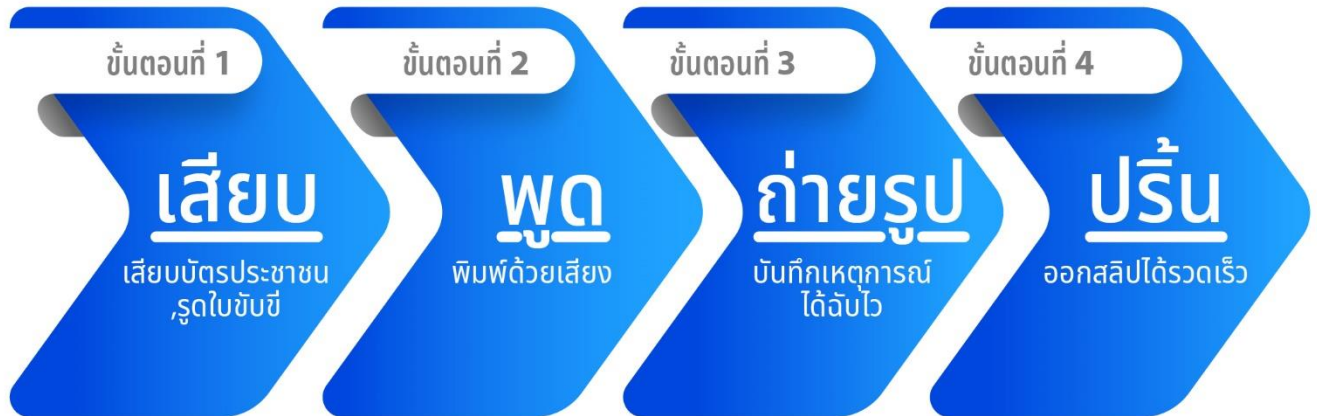 ขั้นตอนที่ 1
เสียบ
เสียบบัตรประชาชน
,รูดใบขับขี่
ขั้นตอนที่ 2
พูด
พิมพ์ด้วยเสียง
ขั้นตอนที่ 3
ถ่ายรูป
บันทึกเหตุการณ์
ได้ฉับไว
ขั้นตอนที่ 4
ปริ้น
ออกสลิปได้รวดเร็ว